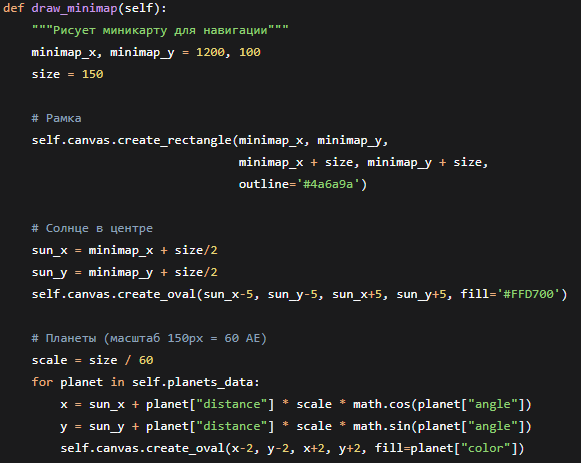 def draw_minimap(self):
    """Рисует миникарту для навигации"""
    minimap_x, minimap_y = 1200, 100
    size = 150
    # Рамка
    self.canvas.create_rectangle(minimap_x, minimap_y,
                                 minimap_x + size, minimap_y + size,
                                 outline='#4a6a9a')
    # Солнце в центре
    sun_x = minimap_x + size/2
    sun_y = minimap_y + size/2
    self.canvas.create_oval(sun_x-5, sun_y-5, sun_x+5, sun_y+5, fill='#FFD700')
    # Планеты (масштаб 150px = 60 АЕ)
    scale = size / 60
    for planet in self.planets_data:
        x = sun_x + planet["distance"] * scale * math.cos(planet["angle"])
        y = sun_y + planet["distance"] * scale * math.sin(planet["angle"])
        self.canvas.create_oval(x-2, y-2, x+2, y+2, fill=planet["color"])